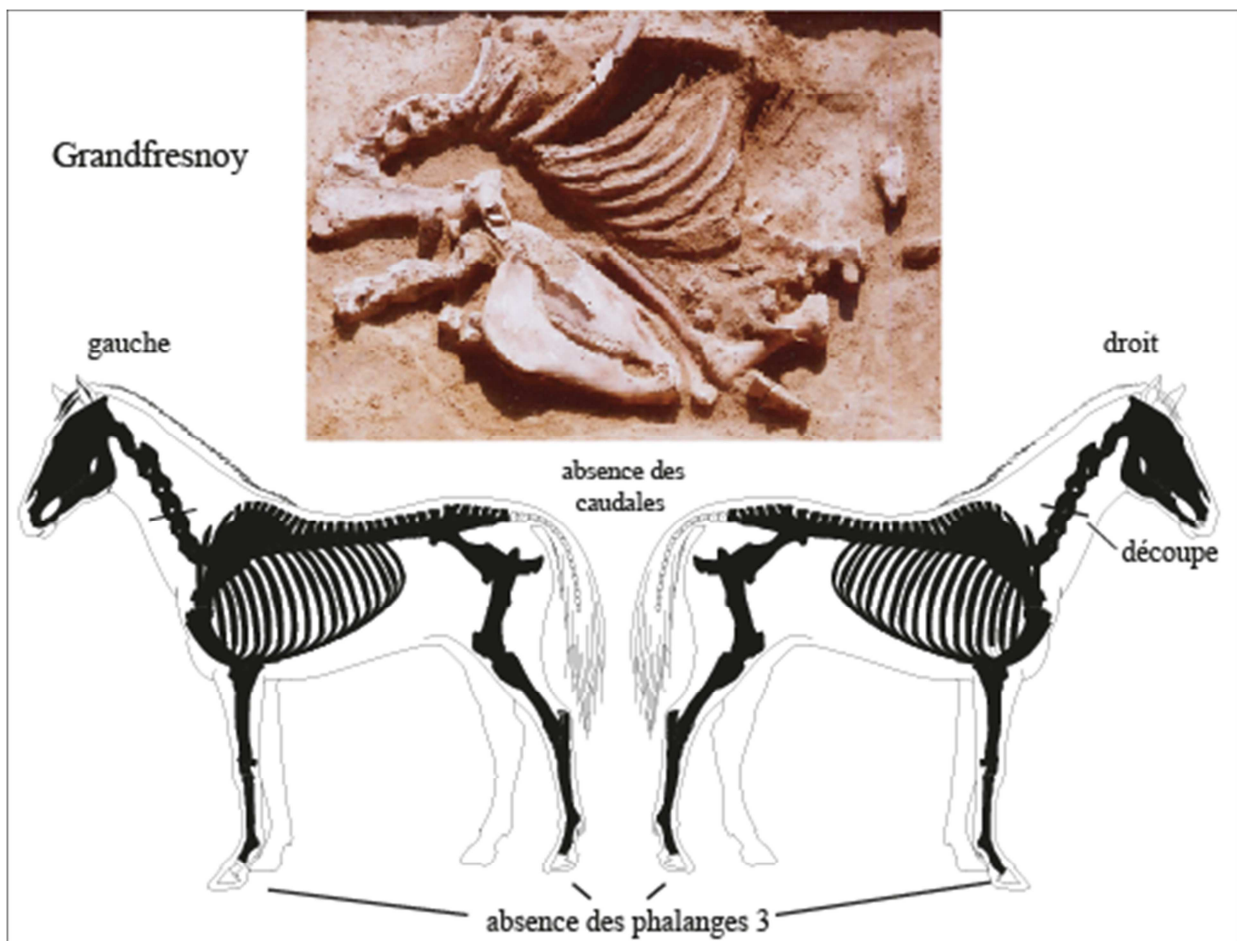 Grandfresnoy
gauche
droit
absence des
caudales
découpe
absence des phalanges 3